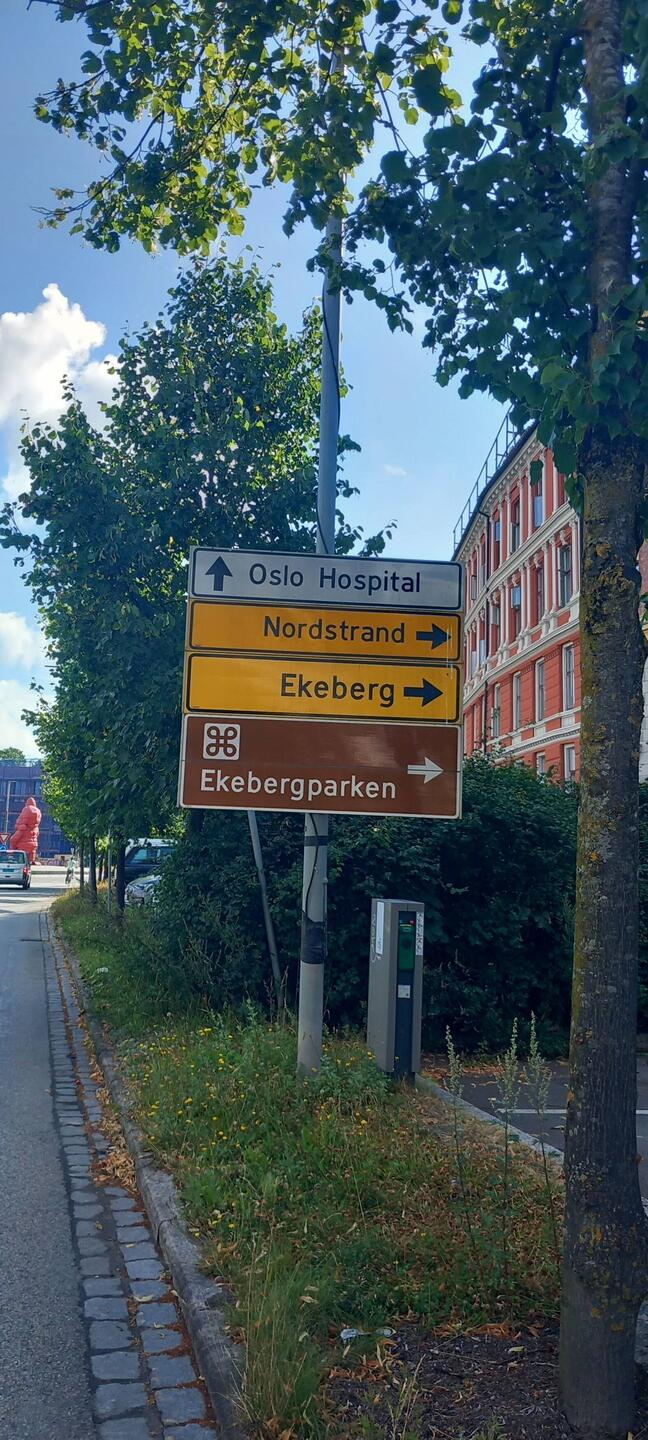 Oslo Hospital
Nordstrand
Ekeberg
Ekebergparken